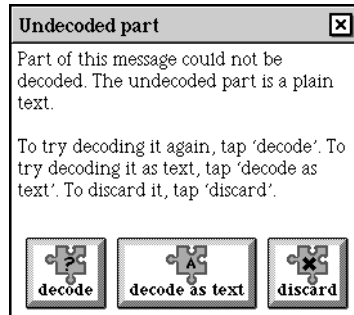 Undecoded part
Part of this message could not be
decoded. The undecoded part is a plain
text.
To try decoding it again, tap ‘decode’. To
try decoding it as text, tap ‘decode as
text’. To discard it, tap ‘discard’.
? A
decode decode as text discard